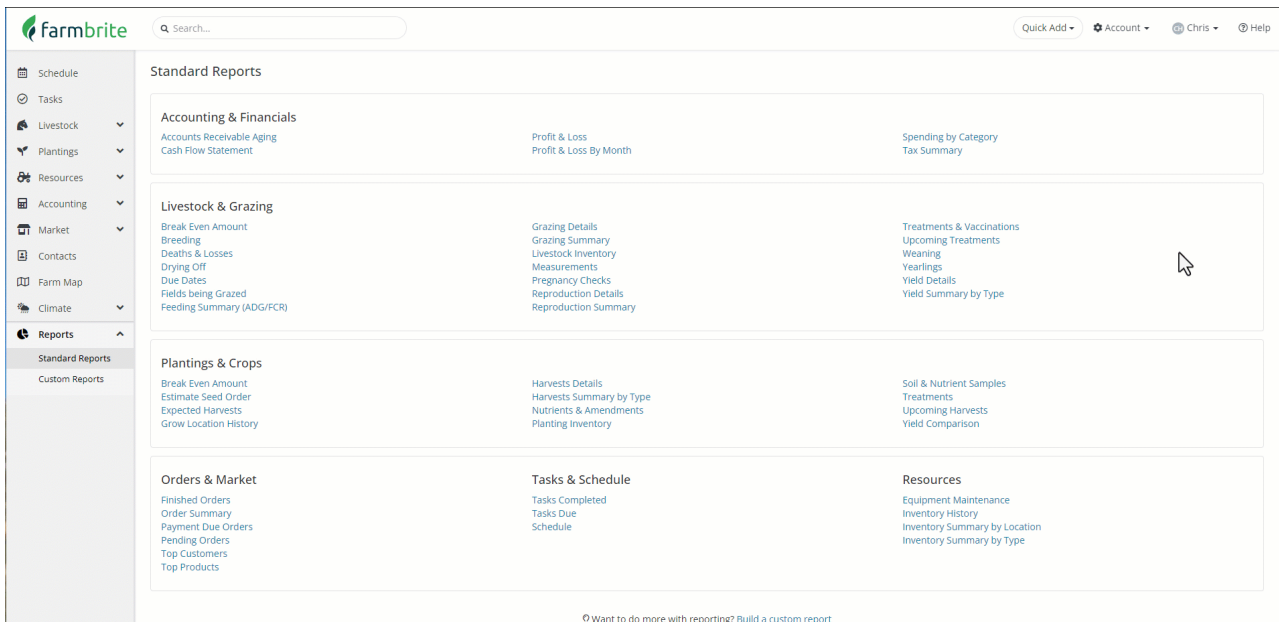 farmbrite
Search...
Quick Add
Account
CH Chris
Help
Schedule
Tasks
Livestock
Plantings
Resources
Accounting
Market
Contacts
Farm Map
Climate
Reports
Standard Reports
Custom Reports
Standard Reports
Accounting & Financials
Accounts Receivable Aging
Cash Flow Statement
Profit & Loss
Profit & Loss By Month
Spending by Category
Tax Summary
Livestock & Grazing
Break Even Amount
Breeding
Deaths & Losses
Drying Off
Due Dates
Fields being Grazed
Feeding Summary (ADG/FCR)
Grazing Details
Grazing Summary
Livestock Inventory
Measurements
Pregnancy Checks
Reproduction Details
Reproduction Summary
Treatments & Vaccinations
Upcoming Treatments
Weaning
Yearlings
Yield Details
Yield Summary by Type
Plantings & Crops
Break Even Amount
Estimate Seed Order
Expected Harvests
Grow Location History
Harvests Details
Harvests Summary by Type
Nutrients & Amendments
Planting Inventory
Soil & Nutrient Samples
Treatments
Upcoming Harvests
Yield Comparison
Orders & Market
Finished Orders
Order Summary
Payment Due Orders
Pending Orders
Top Customers
Top Products
Tasks & Schedule
Tasks Completed
Tasks Due
Schedule
Resources
Equipment Maintenance
Inventory History
Inventory Summary by Location
Inventory Summary by Type
Want to do more with reporting? Build a custom report